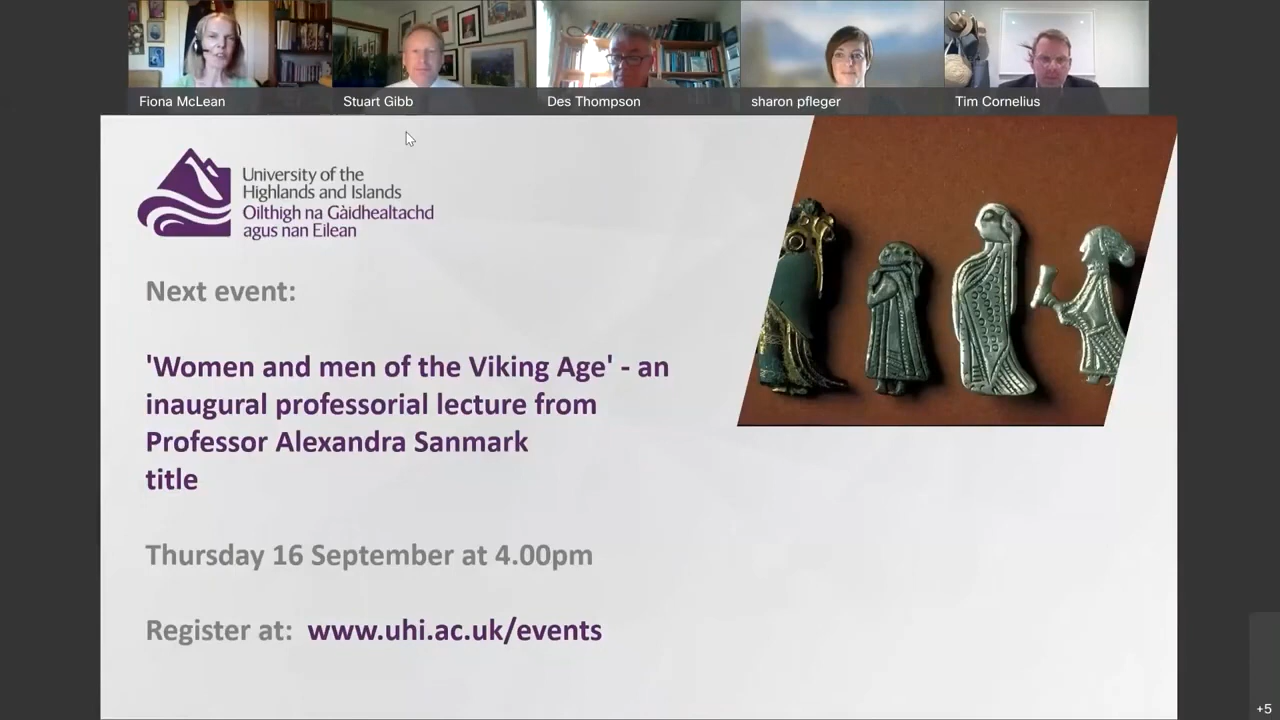 Fiona McLean
Stuart Gibb
Des Thompson
sharon pfleger
Tim Cornelius
University of the
Highlands and Islands
Oilthigh na Gàidhealtachd
agus nan Eilean
Next event:
'Women and men of the Viking Age' - an
inaugural professorial lecture from
Professor Alexandra Sanmark
title
Thursday 16 September at 4.00pm
Register at: www.uhi.ac.uk/events
+5